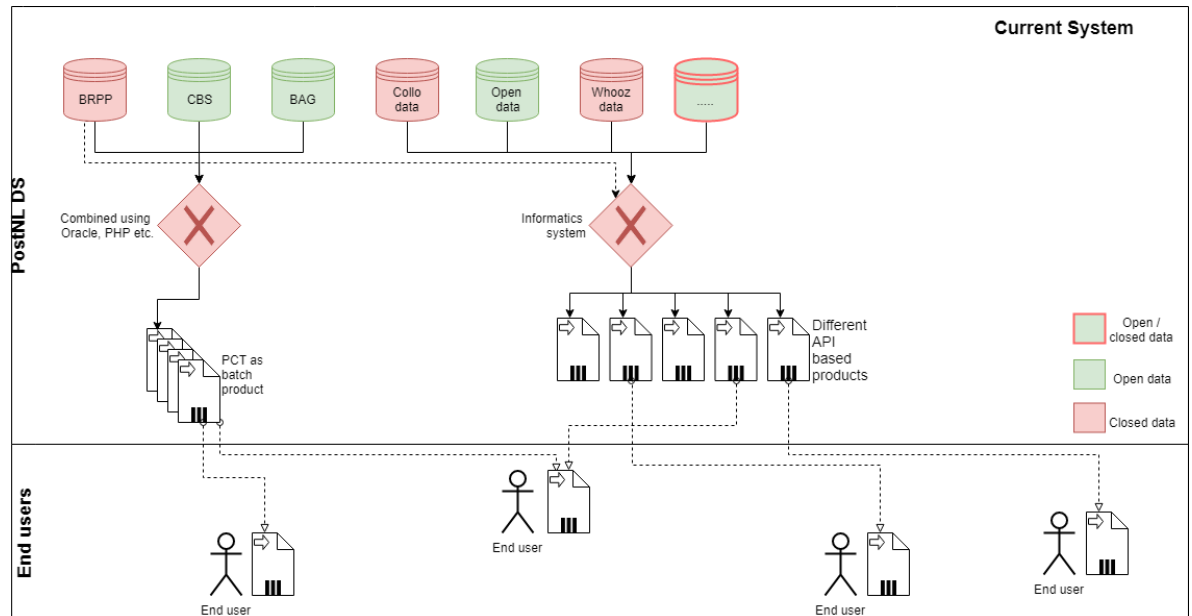 Current System
BRPP
CBS
BAG
Collo
data
Open
data
Whooz
data
.....
PostNL DS
Combined using
Oracle, PHP etc.
Informatics
system
PCT as
batch
product
Different
API
based
products
Open /
closed data
Open data
Closed data
End users
End user
End user
End user
End user